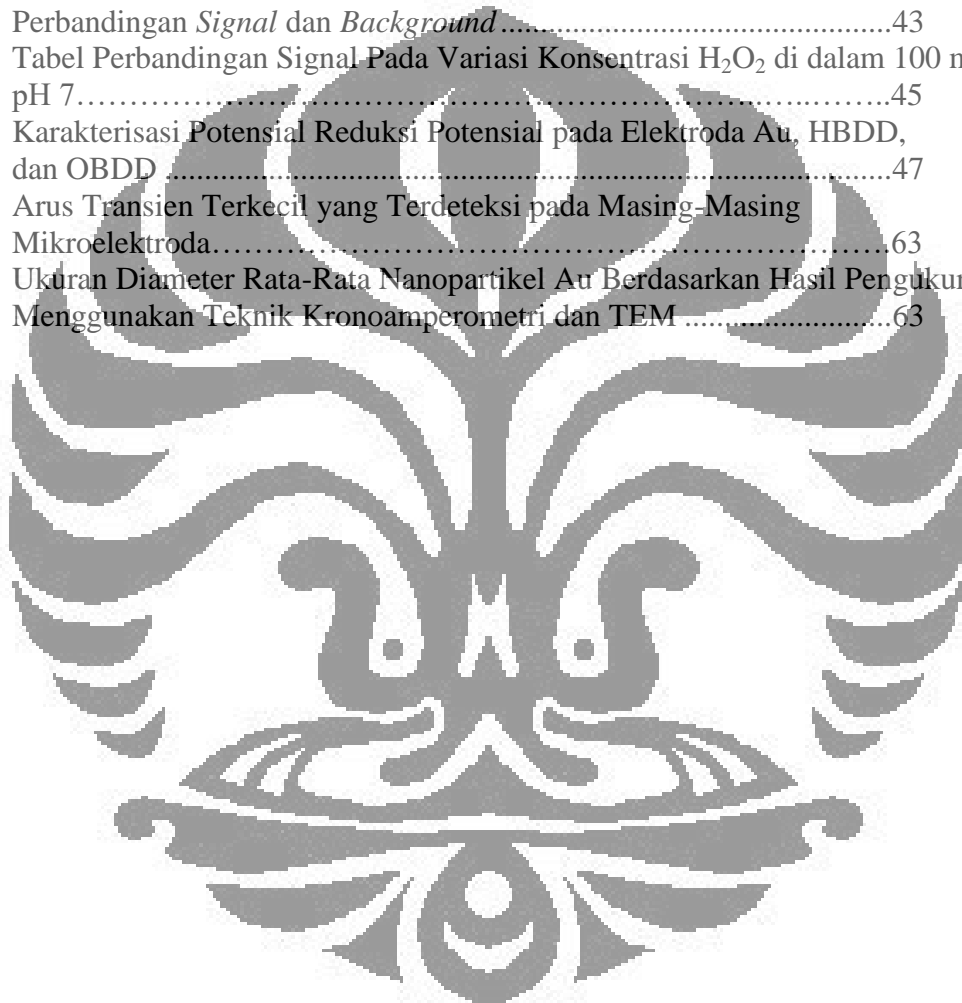 Perbandingan Signal dan Background.............................................43
Tabel Perbandingan Signal Pada Variasi Konsentrasi H₂O₂ di dalam 100 m
pH 7……………………………………………………………………..……..45
Karakterisasi Potensial Reduksi Potensial pada Elektroda Au, HBDD,
dan OBDD ....................................................................................47
Arus Transien Terkecil yang Terdeteksi pada Masing-Masing
Mikroelektroda……………………………………………………………63
Ukuran Diameter Rata-Rata Nanopartikel Au Berdasarkan Hasil Pengukur
Menggunakan Teknik Kronoamperometri dan TEM ........................63